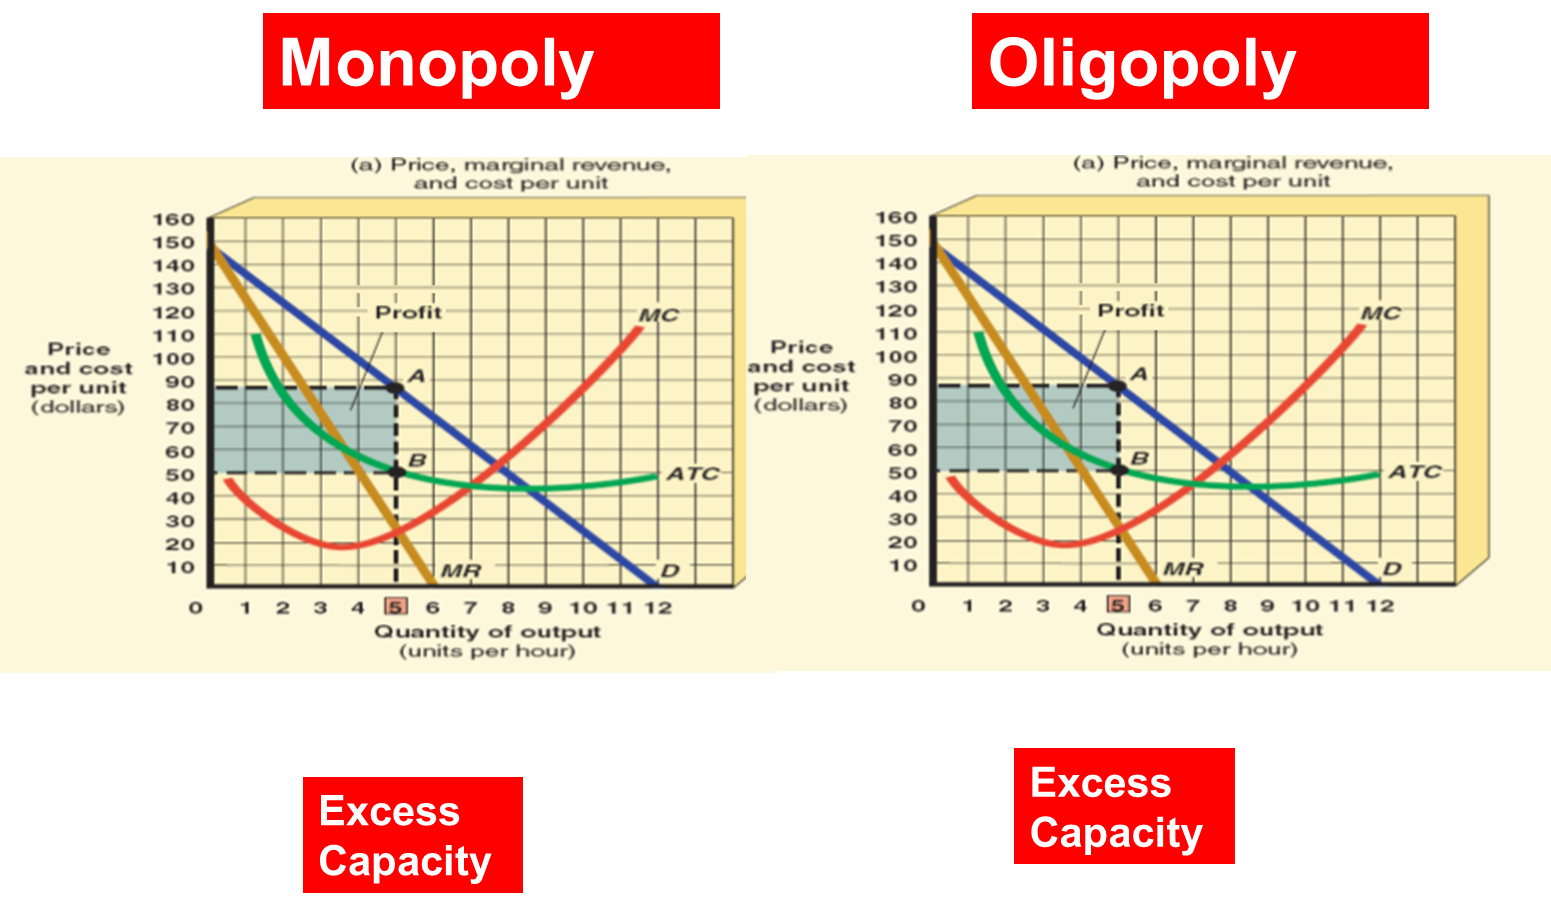 Monopoly
Oligopoly
(a) Price, marginal revenue,
and cost per unit
160
150
140
130
120
110
100
90
80
70
60
50
40
30
20
10
Price
and cost
per unit
(dollars)
Profit
A
B
MC
ATC
MR
D
0 1 2 3 4 5 6 7 8 9 10 11 12
Quantity of output
(units per hour)
(a) Price, marginal revenue,
and cost per unit
160
150
140
130
120
110
100
90
80
70
60
50
40
30
20
10
Price
and cost
per unit
(dollars)
Profit
A
B
MC
ATC
MR
D
0 1 2 3 4 5 6 7 8 9 10 11 12
Quantity of output
(units per hour)
Excess
Capacity
Excess
Capacity